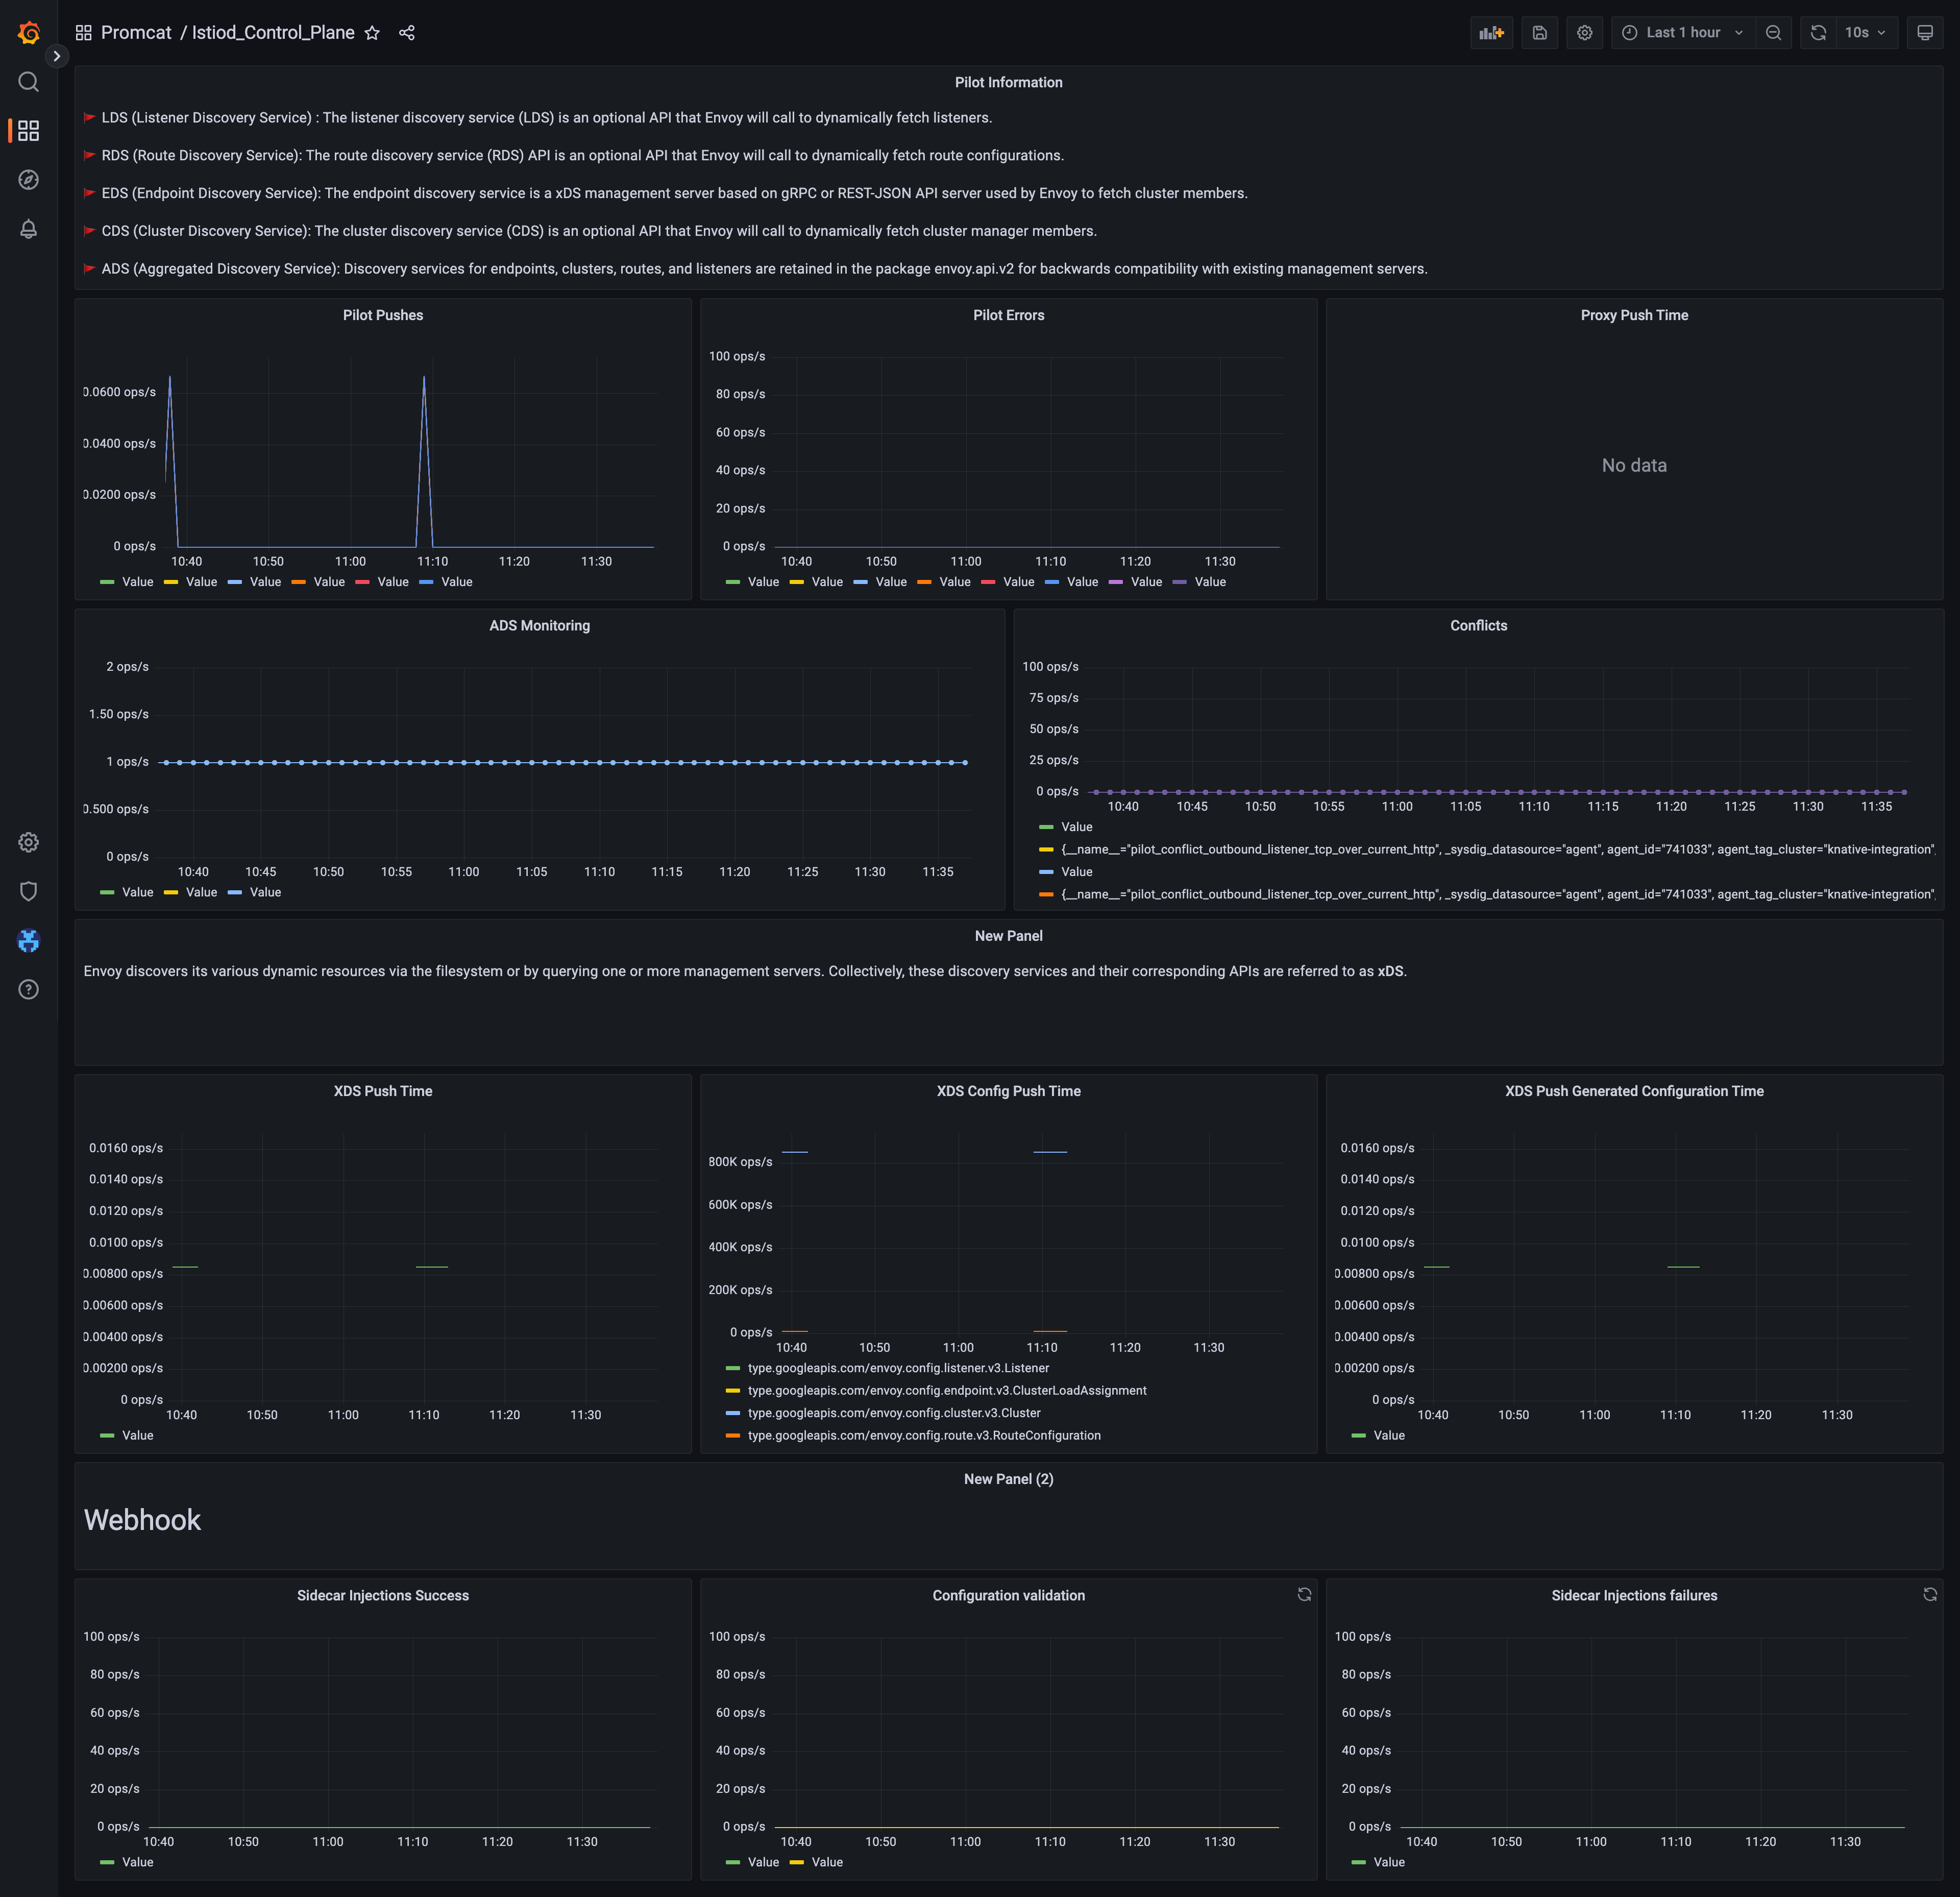 Promcat / Istiod_Control_Plane
Last 1 hour
10s
Pilot Information
LDS (Listener Discovery Service) : The listener discovery service (LDS) is an optional API that Envoy will call to dynamically fetch listeners.
RDS (Route Discovery Service): The route discovery service (RDS) API is an optional API that Envoy will call to dynamically fetch route configurations.
EDS (Endpoint Discovery Service): The endpoint discovery service is a xDS management server based on gRPC or REST-JSON API server used by Envoy to fetch cluster members.
CDS (Cluster Discovery Service): The cluster discovery service (CDS) is an optional API that Envoy will call to dynamically fetch cluster manager members.
ADS (Aggregated Discovery Service): Discovery services for endpoints, clusters, routes, and listeners are retained in the package envoy.api.v2 for backwards compatibility with existing management servers.
Pilot Pushes
0.0600 ops/s
0.0400 ops/s
0.0200 ops/s
0 ops/s
10:40 10:50 11:00 11:10 11:20 11:30
Value Value Value Value Value Value
Pilot Errors
100 ops/s
80 ops/s
60 ops/s
40 ops/s
20 ops/s
0 ops/s
10:40 10:50 11:00 11:10 11:20 11:30
Value Value Value Value Value Value Value Value
Proxy Push Time
No data
ADS Monitoring
2 ops/s
1.50 ops/s
1 ops/s
0.500 ops/s
0 ops/s
10:40 10:45 10:50 10:55 11:00 11:05 11:10 11:15 11:20 11:25 11:30 11:35
Value Value Value
Conflicts
100 ops/s
75 ops/s
50 ops/s
25 ops/s
0 ops/s
10:40 10:45 10:50 10:55 11:00 11:05 11:10 11:15 11:20 11:25 11:30 11:35
Value
{__name__="pilot_conflict_outbound_listener_tcp_over_current_http", _sysdig_datasource="agent", agent_id="741033", agent_tag_cluster="knative-integration",
Value
{__name__="pilot_conflict_outbound_listener_tcp_over_current_http", _sysdig_datasource="agent", agent_id="741033", agent_tag_cluster="knative-integration",
New Panel
Envoy discovers its various dynamic resources via the filesystem or by querying one or more management servers. Collectively, these discovery services and their corresponding APIs are referred to as xDS.
XDS Push Time
0.0160 ops/s
0.0140 ops/s
0.0120 ops/s
0.0100 ops/s
0.00800 ops/s
0.00600 ops/s
0.00400 ops/s
0.00200 ops/s
0 ops/s
10:40 10:50 11:00 11:10 11:20 11:30
Value
XDS Config Push Time
800K ops/s
600K ops/s
400K ops/s
200K ops/s
0 ops/s
10:40 10:50 11:00 11:10 11:20 11:30
type.googleapis.com/envoy.config.listener.v3.Listener
type.googleapis.com/envoy.config.endpoint.v3.ClusterLoadAssignment
type.googleapis.com/envoy.config.cluster.v3.Cluster
type.googleapis.com/envoy.config.route.v3.RouteConfiguration
XDS Push Generated Configuration Time
0.0160 ops/s
0.0140 ops/s
0.0120 ops/s
0.0100 ops/s
0.00800 ops/s
0.00600 ops/s
0.00400 ops/s
0.00200 ops/s
0 ops/s
10:40 10:50 11:00 11:10 11:20 11:30
Value
New Panel (2)
Webhook
Sidecar Injections Success
100 ops/s
80 ops/s
60 ops/s
40 ops/s
20 ops/s
0 ops/s
10:40 10:50 11:00 11:10 11:20 11:30
Value
Configuration validation
100 ops/s
80 ops/s
60 ops/s
40 ops/s
20 ops/s
0 ops/s
10:40 10:50 11:00 11:10 11:20 11:30
Value Value
Sidecar Injections failures
100 ops/s
80 ops/s
60 ops/s
40 ops/s
20 ops/s
0 ops/s
10:40 10:50 11:00 11:10 11:20 11:30
Value